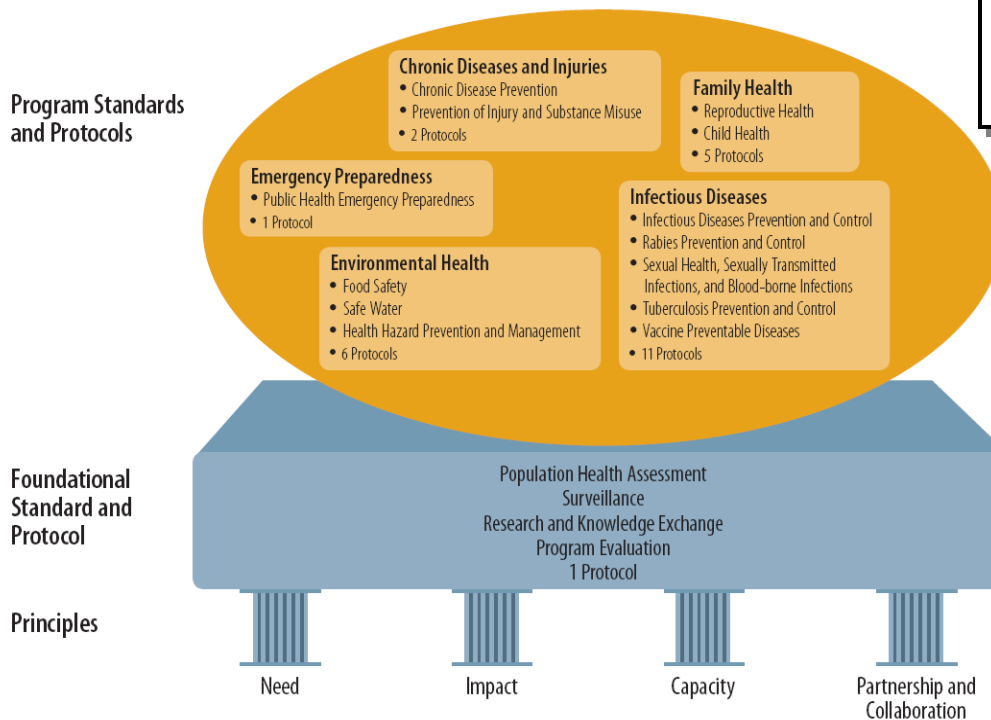 Program Standards
and Protocols
Chronic Diseases and Injuries
• Chronic Disease Prevention
• Prevention of Injury and Substance Misuse
• 2 Protocols
Family Health
• Reproductive Health
• Child Health
• 5 Protocols
Emergency Preparedness
• Public Health Emergency Preparedness
• 1 Protocol
Infectious Diseases
• Infectious Diseases Prevention and Control
• Rabies Prevention and Control
• Sexual Health, Sexually Transmitted
Infections, and Blood-borne Infections
• Tuberculosis Prevention and Control
• Vaccine Preventable Diseases
• 11 Protocols
Environmental Health
• Food Safety
• Safe Water
• Health Hazard Prevention and Management
• 6 Protocols
Foundational
Standard and
Protocol
Population Health Assessment
Surveillance
Research and Knowledge Exchange
Program Evaluation
1 Protocol
Principles
Need
Impact
Capacity
Partnership and
Collaboration